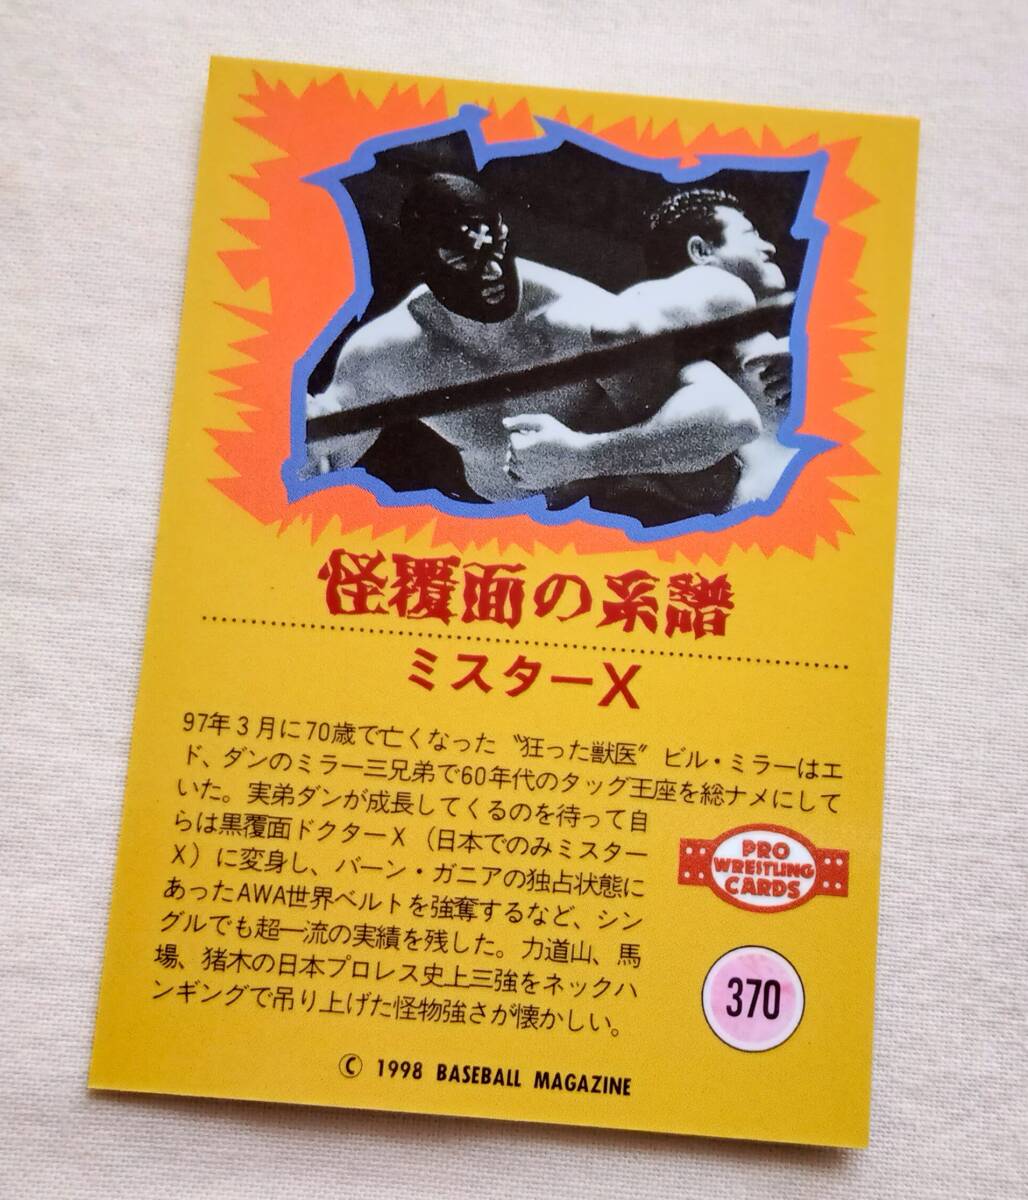 怪覆面の系譜
ミスターX
97年3月に70歳で亡くなった〝狂った獣医〟ビル・ミラーはエ
ド、ダンのミラー三兄弟で60年代のタッグ王座を総ナメにして
いた。実弟ダンが成長してくるのを待って自
らは黒覆面ドクターX（日本でのみミスター
X）に変身し、バーン・ガニアの独占状態に
あったAWA世界ベルトを強奪するなど、シン
グルでも超一流の実績を残した。力道山、馬
場、猪木の日本プロレス史上三強をネックハ
ンギングで吊り上げた怪物強さが懐かしい。
PRO
WRESTLING
CARDS
370
© 1998 BASEBALL MAGAZINE